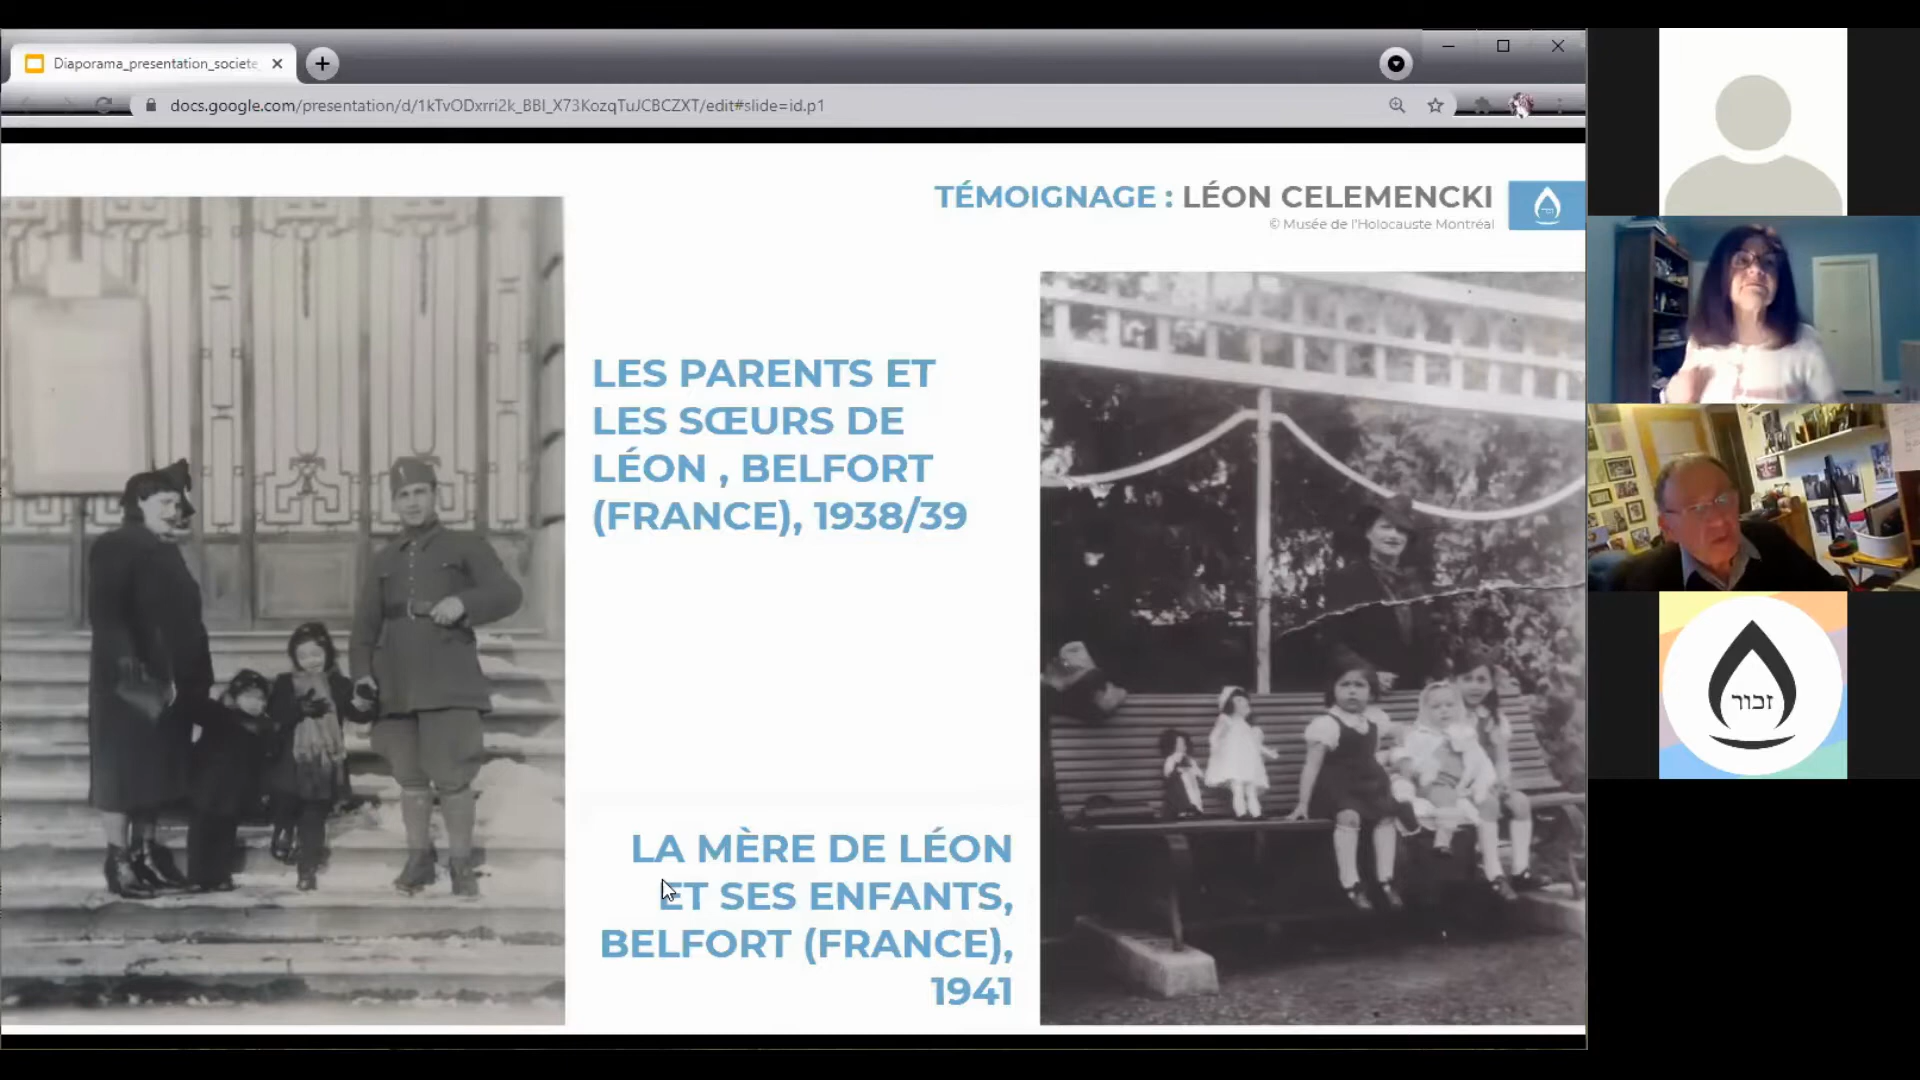 Diaporama_presentation_societe
docs.google.com/presentation/d/1kTvODxrri2k_BBI_X73KozqTuJCBCZXT/edit#slide=id.p1
TÉMOIGNAGE : LÉON CELEMENCKI
© Musée de l'Holocauste Montréal
LES PARENTS ET
LES SŒURS DE
LÉON , BELFORT
(FRANCE), 1938/39
LA MÈRE DE LÉON
ET SES ENFANTS,
BELFORT (FRANCE),
1941
זכור